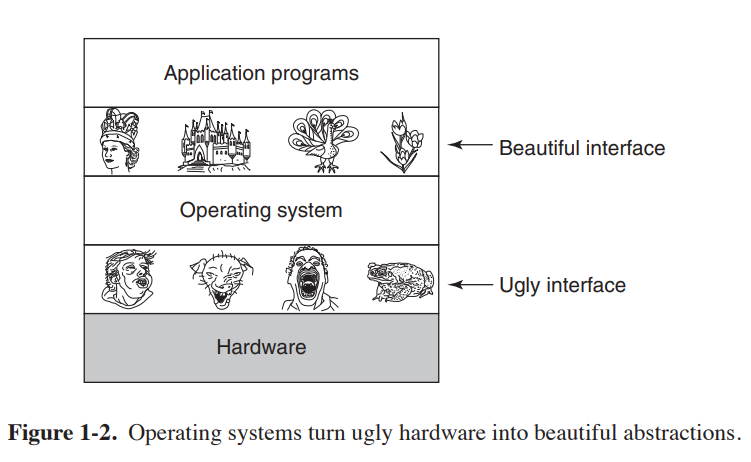 Application programs
Beautiful interface
Operating system
Ugly interface
Hardware
Figure 1-2. Operating systems turn ugly hardware into beautiful abstractions.